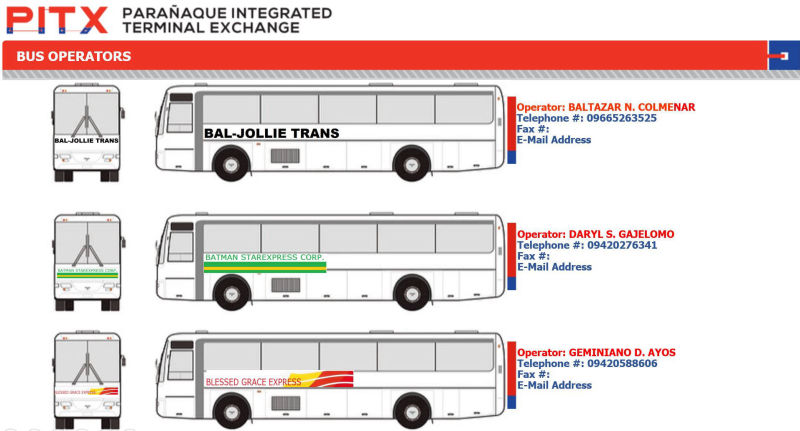 PITX
PARAÑAQUE INTEGRATED
TERMINAL EXCHANGE
BUS OPERATORS
BAL-JOLLIE TRANS
BAL-JOLLIE TRANS
Operator: BALTAZAR N. COLMENAR
Telephone #: 09665263525
Fax #:
E-Mail Address
BATMAN STAREXPRESS CORP.
BATMAN STAREXPRESS CORP.
Operator: DARYL S. GAJELOMO
Telephone #: 09420276341
Fax #:
E-Mail Address
BLESSED GRACE EXPRESS
BLESSED GRACE EXPRESS
Operator: GEMINIANO D. AYOS
Telephone #: 09420588606
Fax #:
E-Mail Address